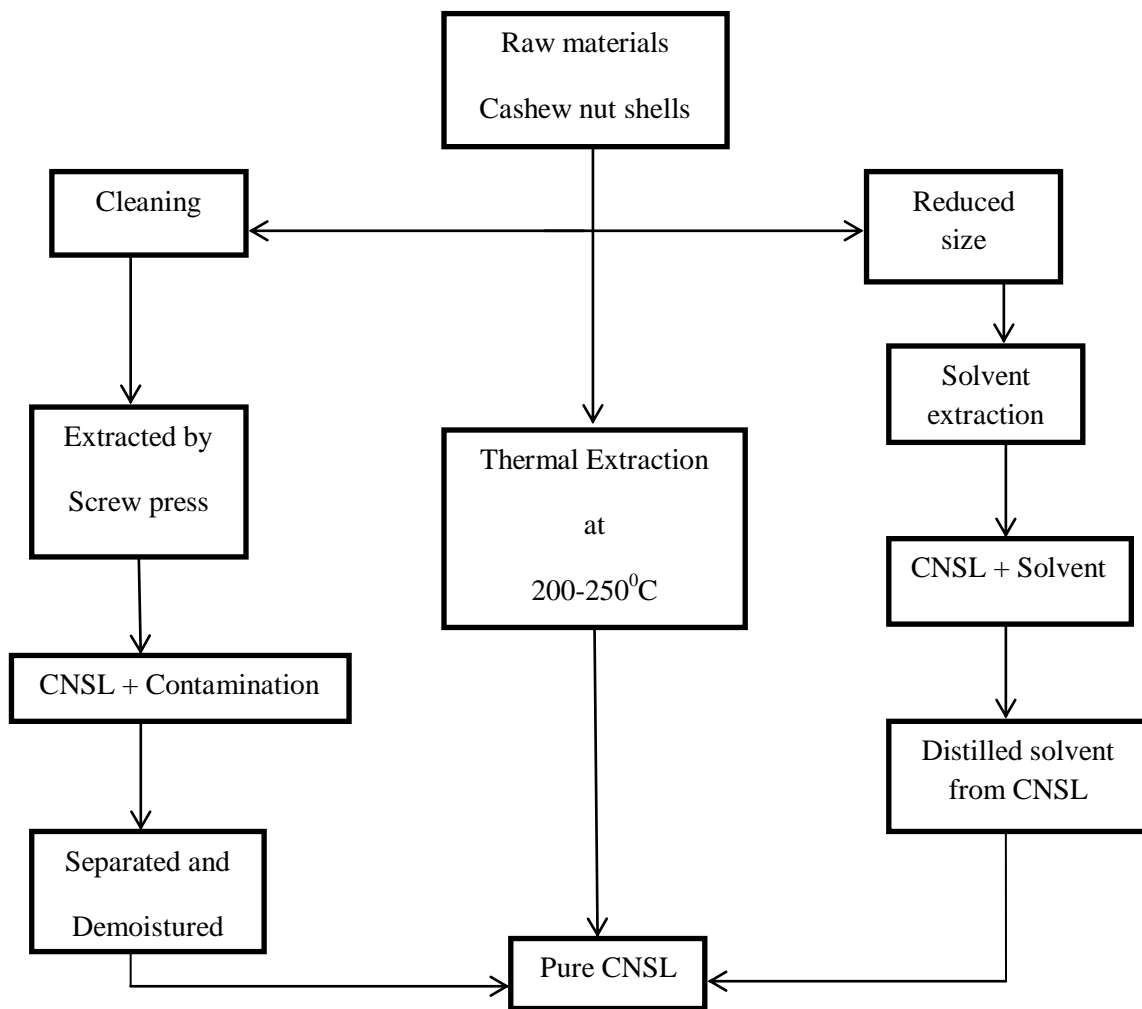 Raw materials
Cashew nut shells
Cleaning
Reduced
size
Extracted by
Screw press
Thermal Extraction
at
200-250⁰C
Solvent
extraction
CNSL + Solvent
CNSL + Contamination
Distilled solvent
from CNSL
Separated and
Demoistured
Pure CNSL